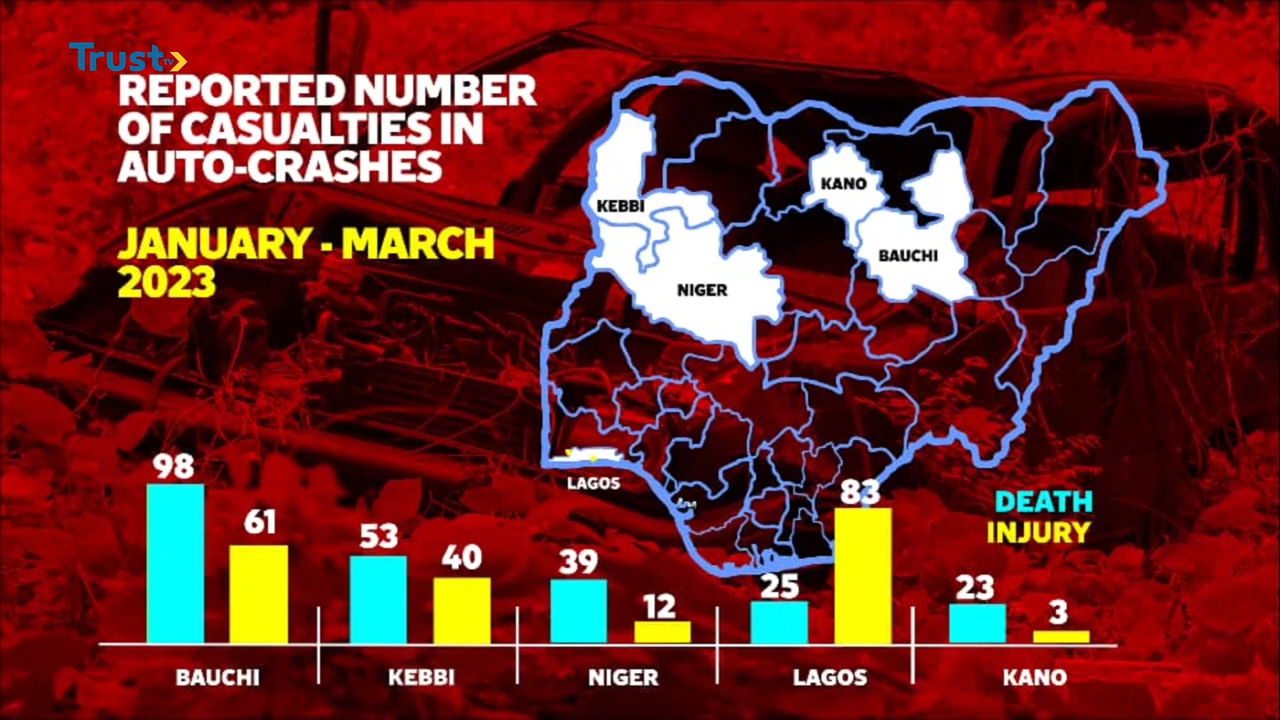 Trust TV
REPORTED NUMBER
OF CASUALTIES IN
AUTO-CRASHES
JANUARY - MARCH
2023
KEBBI
KANO
BAUCHI
NIGER
LAGOS
DEATH
INJURY
98
61
53
40
39
12
25
83
23
3
BAUCHI
KEBBI
NIGER
LAGOS
KANO